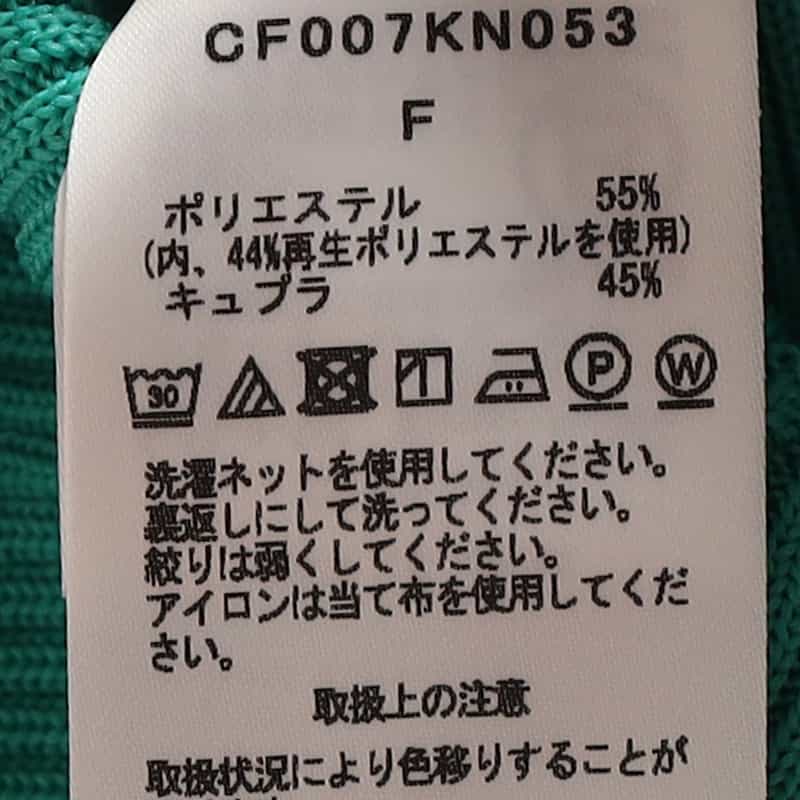 CF007KN053
F
ポリエステル 55%
(内、44%再生ポリエステルを使用)
キュプラ 45%
30 P W
洗濯ネットを使用してください。
裏返しにして洗ってください。
絞りは弱くしてください。
アイロンは当て布を使用してくだ
さい。
取扱上の注意
取扱状況により色移りすることが